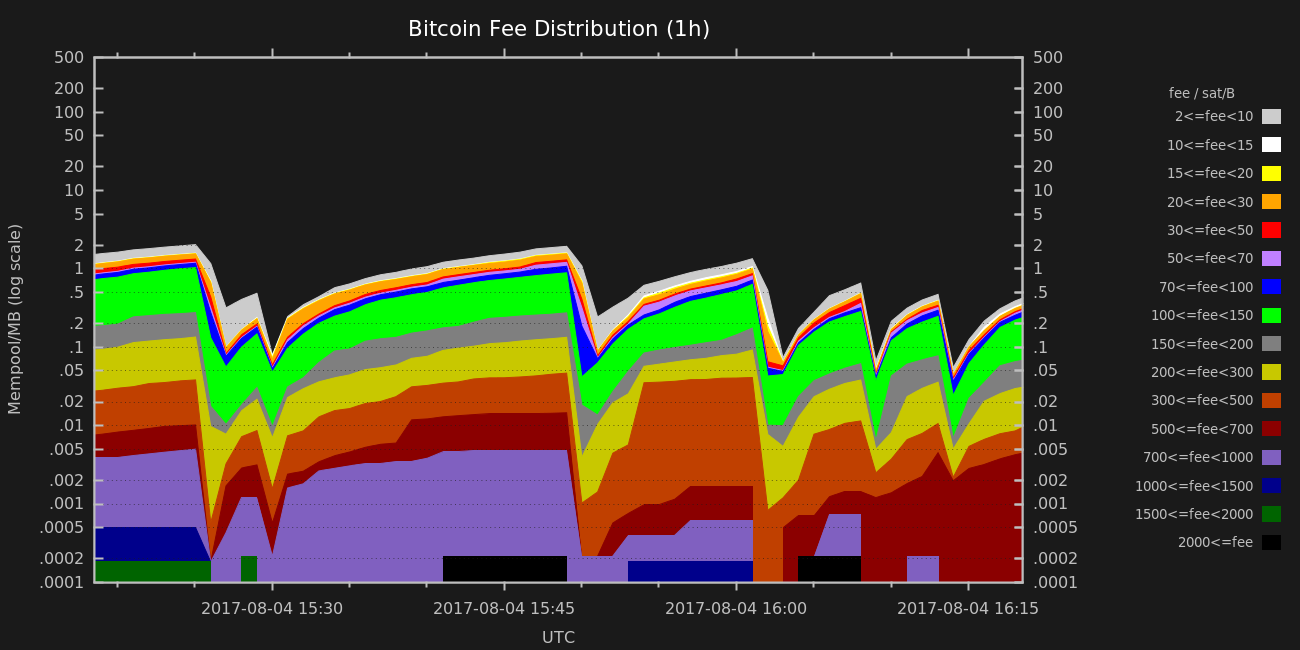 Bitcoin Fee Distribution (1h)
Mempool/MB (log scale)
500
200
100
50
20
10
5
2
1
.5
.2
.1
.05
.02
.01
.005
.002
.001
.0005
.0002
.0001
500
200
100
50
20
10
5
2
1
.5
.2
.1
.05
.02
.01
.005
.002
.001
.0005
.0002
.0001
2017-08-04 15:30
2017-08-04 15:45
2017-08-04 16:00
2017-08-04 16:15
UTC
fee / sat/B
2<=fee<10
10<=fee<15
15<=fee<20
20<=fee<30
30<=fee<50
50<=fee<70
70<=fee<100
100<=fee<150
150<=fee<200
200<=fee<300
300<=fee<500
500<=fee<700
700<=fee<1000
1000<=fee<1500
1500<=fee<2000
2000<=fee